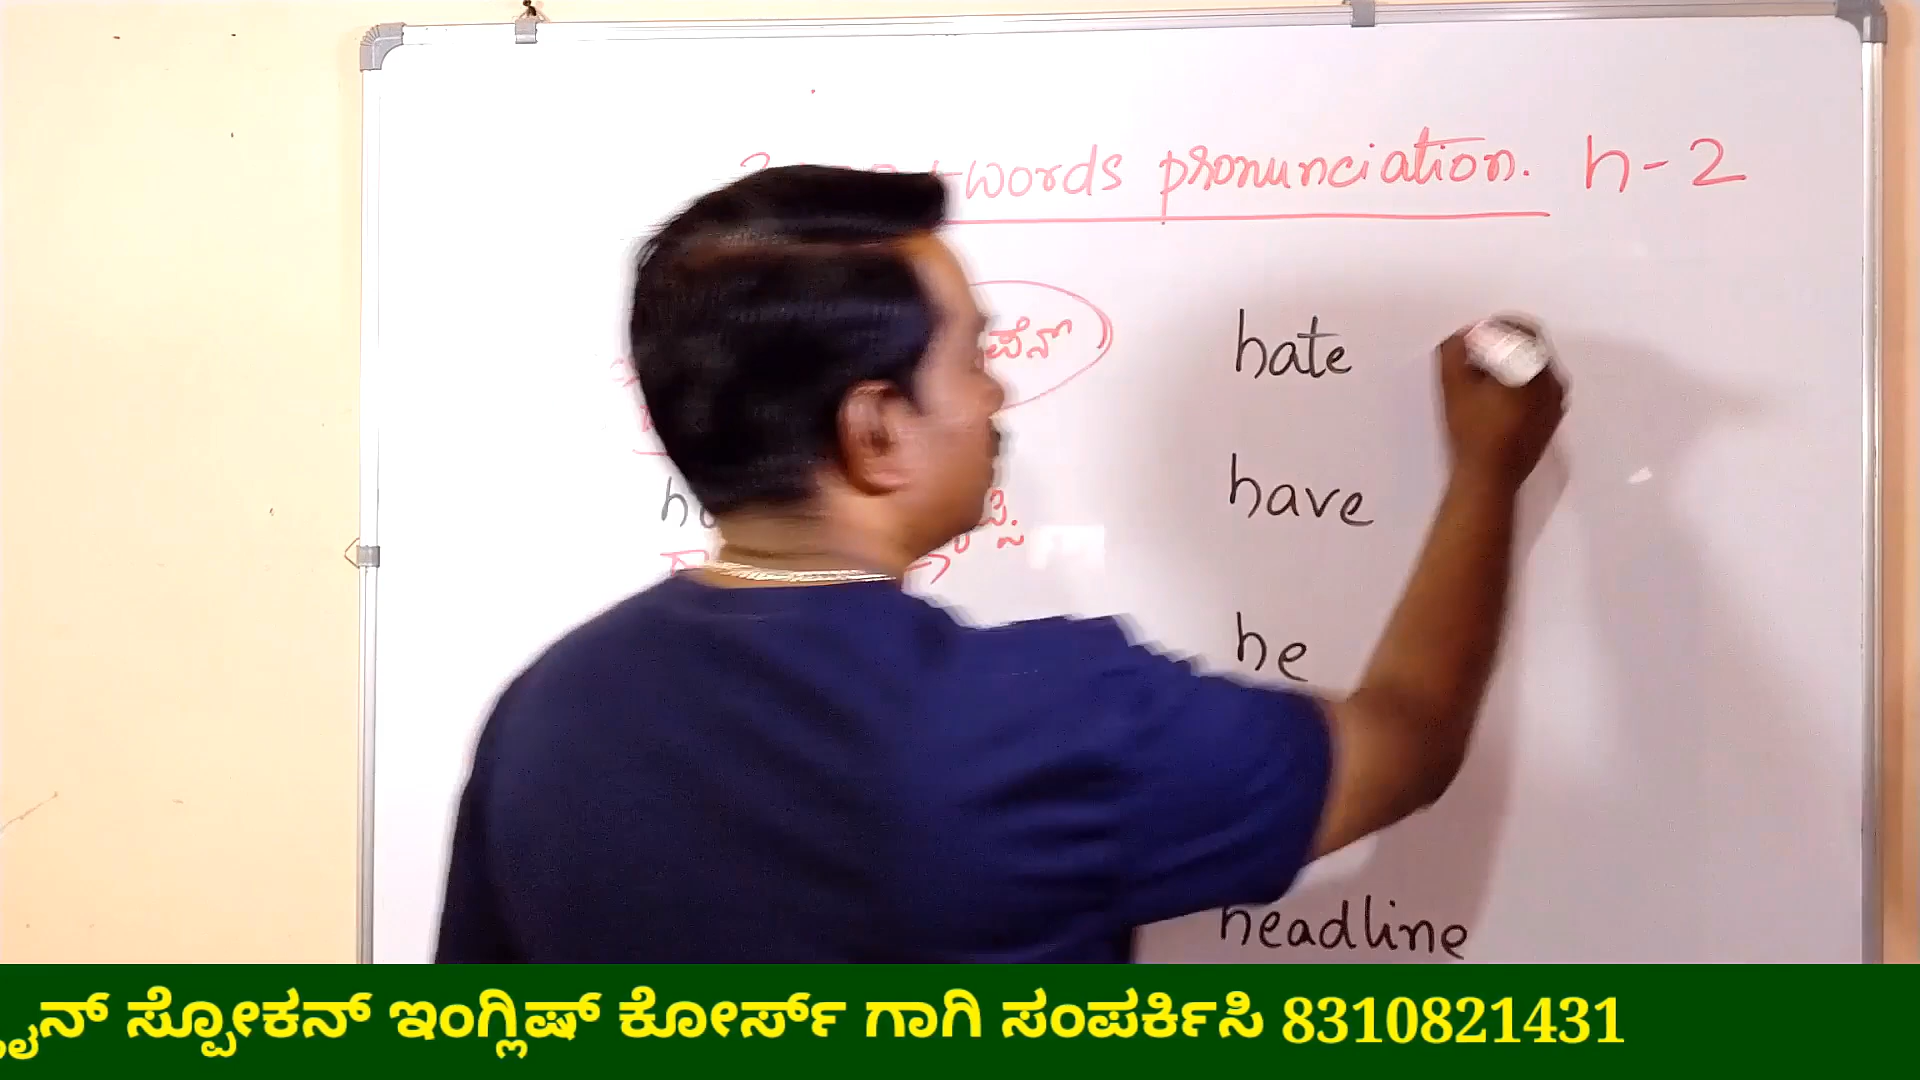 words pronunciation. h-2
ಪೆನ್
hate
have
he
headline
ಸ್ಪೋಕನ್ ಇಂಗ್ಲಿಷ್ ಕೋರ್ಸ್ ಗಾಗಿ ಸಂಪರ್ಕಿಸಿ 8310821431